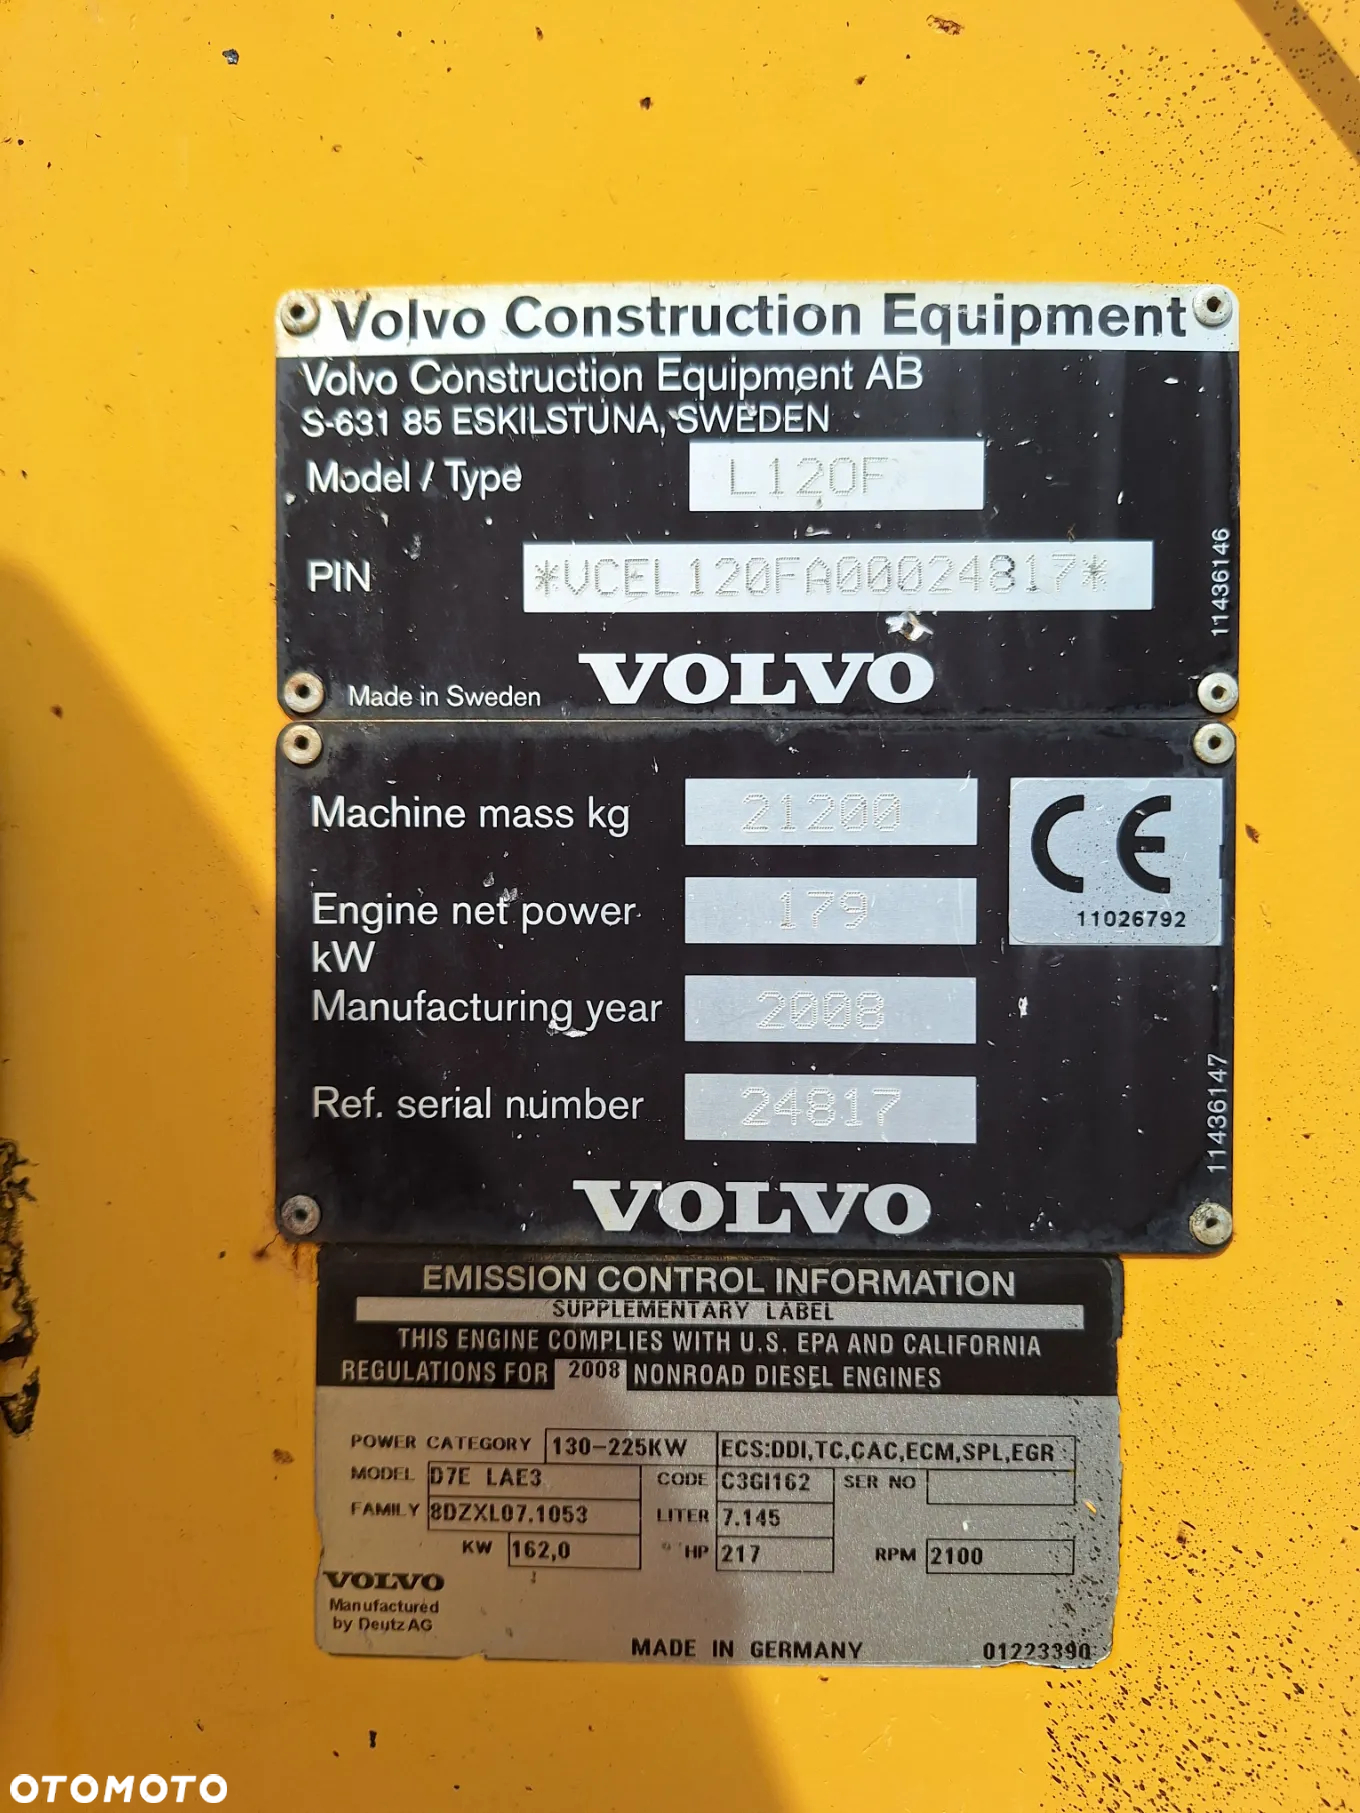 Volvo Construction Equipment
Volvo Construction Equipment AB
S-631 85 ESKILSTUNA, SWEDEN
Model / Type L120F
PIN *VCEL120FA00024817*
11436146
Made in Sweden VOLVO
Machine mass kg 21200
CE
11026792
Engine net power 179
kW
Manufacturing year 2008
Ref. serial number 24817
11436147
VOLVO
EMISSION CONTROL INFORMATION
SUPPLEMENTARY LABEL
THIS ENGINE COMPLIES WITH U.S. EPA AND CALIFORNIA
REGULATIONS FOR 2008 NONROAD DIESEL ENGINES
POWER CATEGORY 130-225KW ECS:DDI,TC,CAC,ECM,SPL,EGR
MODEL D7E LAE3 CODE C3GI162 SER NO
FAMILY 8DZXL07.1053 LITER 7.145
KW 162,0 HP 217 RPM 2100
VOLVO
Manufactured
by Deutz AG
MADE IN GERMANY 01223390
OTOMOTO